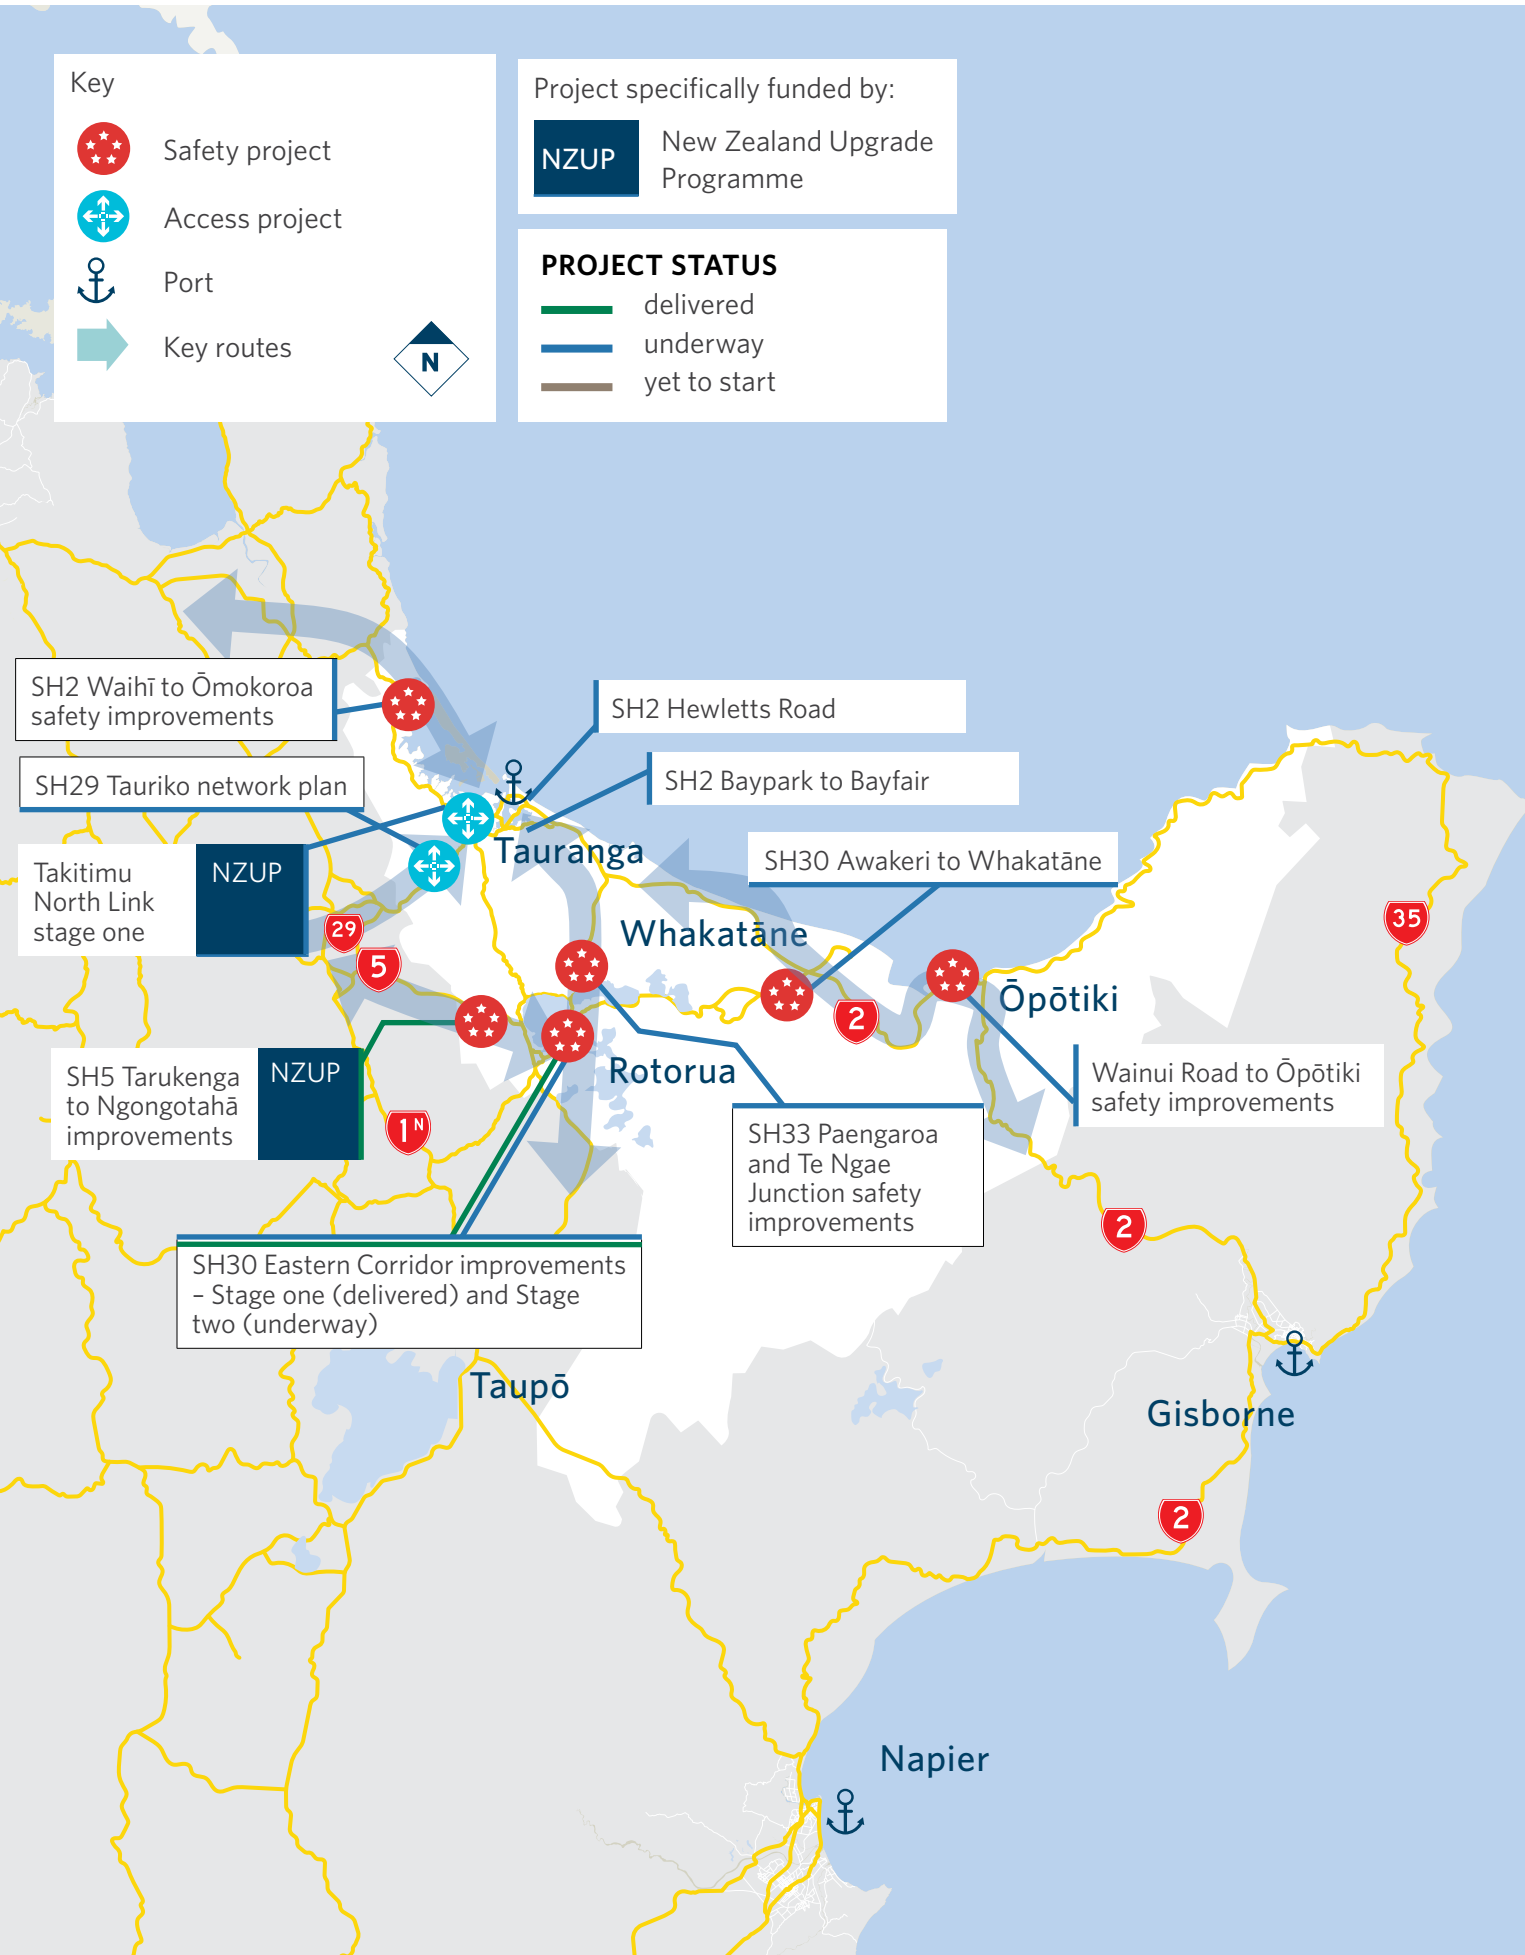 Key
Safety project
Access project
Port
Key routes
N
Project specifically funded by:
NZUP
New Zealand Upgrade
Programme
PROJECT STATUS
delivered
underway
yet to start
SH2 Waihī to Ōmokoroa
safety improvements
SH2 Hewletts Road
SH29 Tauriko network plan
SH2 Baypark to Bayfair
Tauranga
SH30 Awakeri to Whakatāne
Takitimu
North Link
stage one
NZUP
29
5
Whakatāne
35
2
Ōpōtiki
SH5 Tarukenga
to Ngongotahā
improvements
NZUP
1N
Rotorua
Wainui Road to Ōpōtiki
safety improvements
SH33 Paengaroa
and Te Ngae
Junction safety
improvements
2
SH30 Eastern Corridor improvements
– Stage one (delivered) and Stage
two (underway)
Taupō
Gisborne
2
Napier